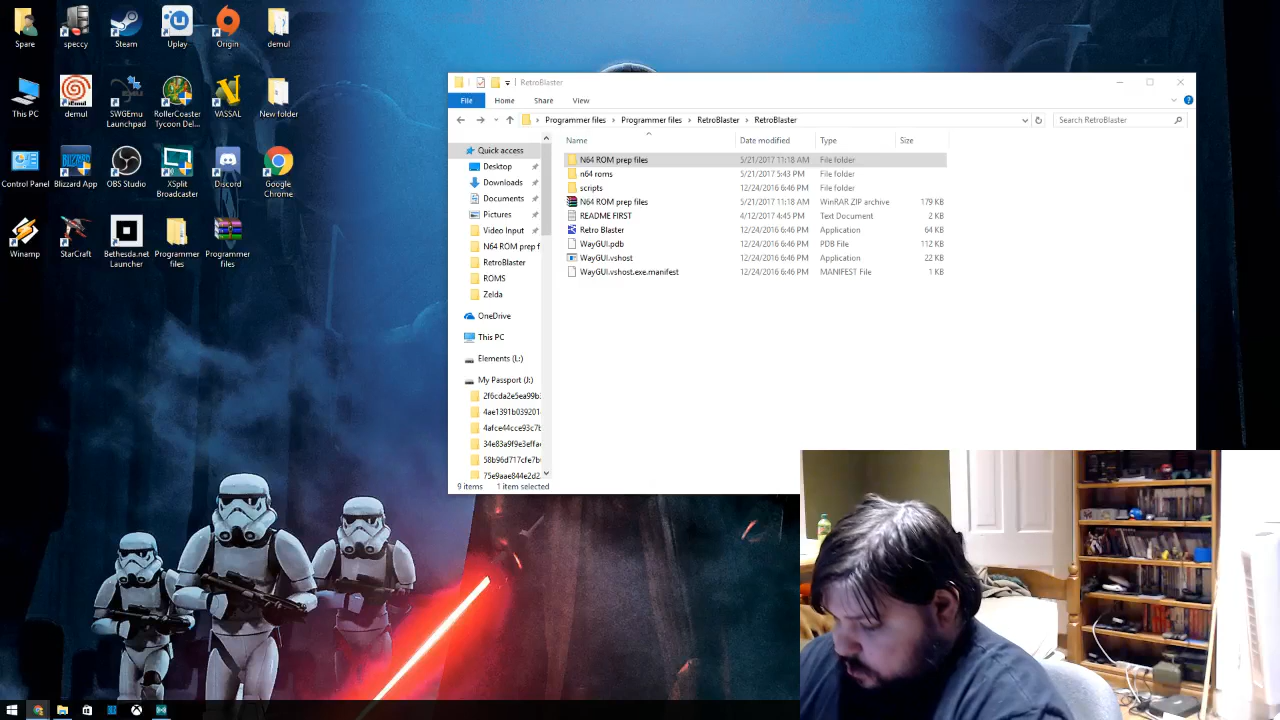 Spare
speccy
Steam
Uplay
Origin
demul
This PC
demul
SWGEmu
Launchpad
RollerCoaster
Tycoon Del...
VASSAL
New folder
Control Panel
Blizzard App
OBS Studio
XSplit
Broadcaster
Discord
Google
Chrome
Winamp
StarCraft
Bethesda.net
Launcher
Programmer
files
Programmer
files
RetroBlaster
File Home Share View
Programmer files > Programmer files > RetroBlaster > RetroBlaster
Search RetroBlaster
Name Date modified Type Size
N64 ROM prep files 5/21/2017 11:18 AM File folder
n64 roms 5/21/2017 5:43 PM File folder
scripts 12/24/2016 6:46 PM File folder
N64 ROM prep files 5/21/2017 11:18 AM WinRAR ZIP archive 179 KB
README FIRST 4/12/2017 4:45 PM Text Document 2 KB
Retro Blaster 12/24/2016 6:46 PM Application 64 KB
WayGUI.pdb 12/24/2016 6:46 PM PDB File 112 KB
WayGUI.vshost 12/24/2016 6:46 PM Application 22 KB
WayGUI.vshost.exe.manifest 12/24/2016 6:46 PM MANIFEST File 1 KB
Quick access
Desktop
Downloads
Documents
Pictures
Video Input
N64 ROM prep f
RetroBlaster
ROMS
Zelda
OneDrive
This PC
Elements (L:)
My Passport (J:)
2f6cda2e5ea99b
4ae1391b039201
4afce44cce93c7b
34e83a9f9e3effa
58b96d717cfe7b
75e9aae844e2d2
9 items 1 item selected